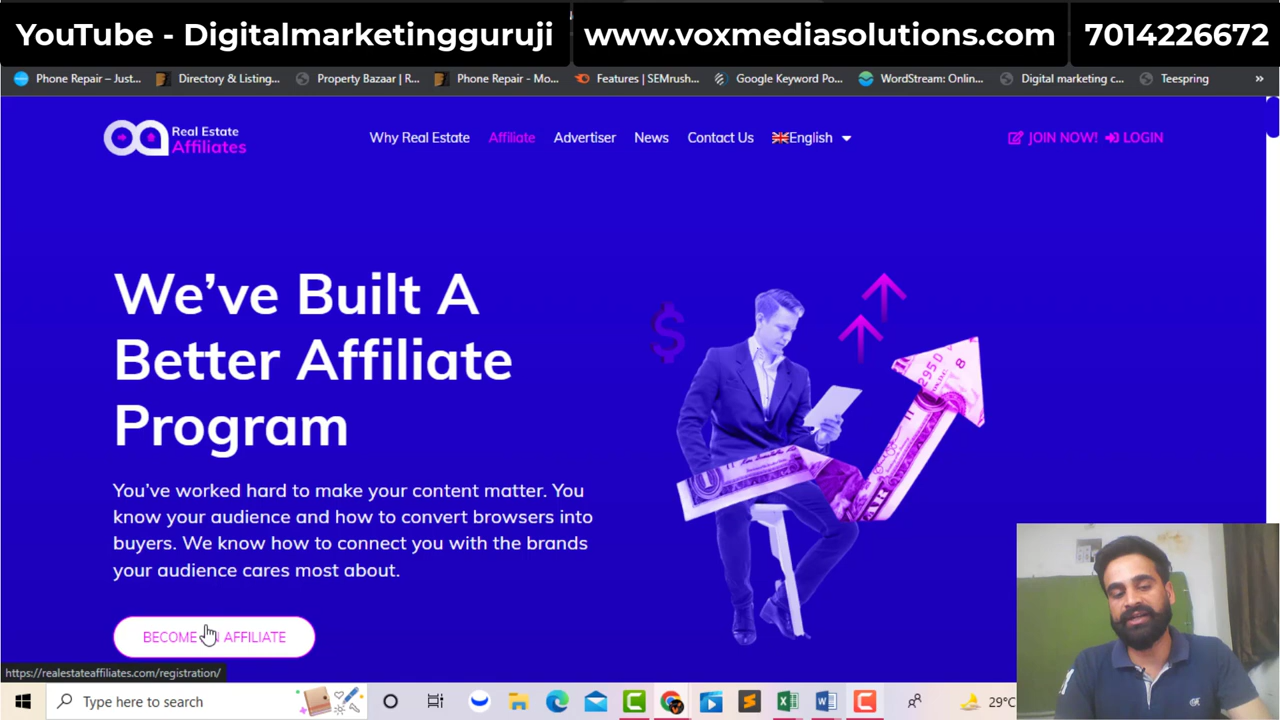 YouTube - Digitalmarketingguruji www.voxmediasolutions.com 7014226672
Phone Repair – Just... Directory & Listing... Property Bazaar | R... Phone Repair - Mo... Features | SEMrush... Google Keyword Po... WordStream: Onlin... Digital marketing c... Teespring »
Real Estate
Affiliates
Why Real Estate Affiliate Advertiser News Contact Us English JOIN NOW! LOGIN
We've Built A
Better Affiliate
Program
You've worked hard to make your content matter. You
know your audience and how to convert browsers into
buyers. We know how to connect you with the brands
your audience cares most about.
BECOME AFFILIATE
https://realestateaffiliates.com/registration/
Type here to search
29°C